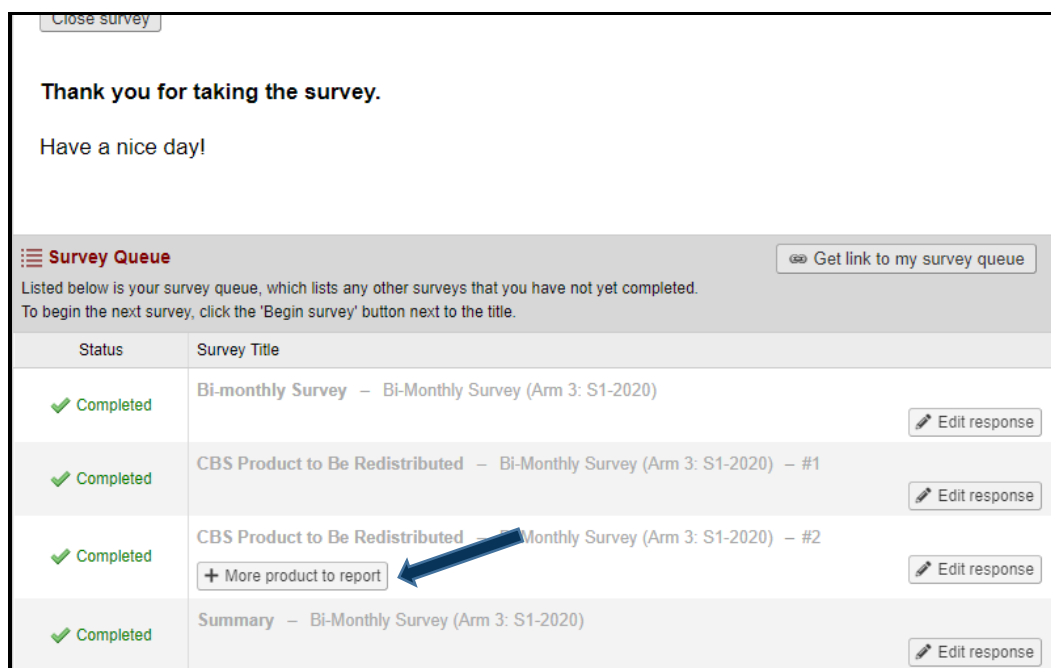 Close survey
Thank you for taking the survey.
Have a nice day!
Survey Queue
Get link to my survey queue
Listed below is your survey queue, which lists any other surveys that you have not yet completed.
To begin the next survey, click the 'Begin survey' button next to the title.
Status Survey Title
Completed
Bi-monthly Survey – Bi-Monthly Survey (Arm 3: S1-2020)
Edit response
Completed
CBS Product to Be Redistributed – Bi-Monthly Survey (Arm 3: S1-2020) – #1
Edit response
Completed
CBS Product to Be Redistributed – Monthly Survey (Arm 3: S1-2020) – #2
+ More product to report
Edit response
Completed
Summary – Bi-Monthly Survey (Arm 3: S1-2020)
Edit response